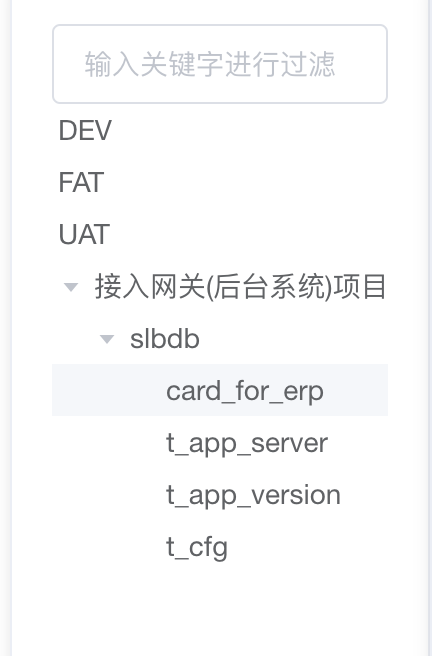 输入关键字进行过滤
DEV
FAT
UAT
接入网关(后台系统)项目
slbdb
card_for_erp
t_app_server
t_app_version
t_cfg